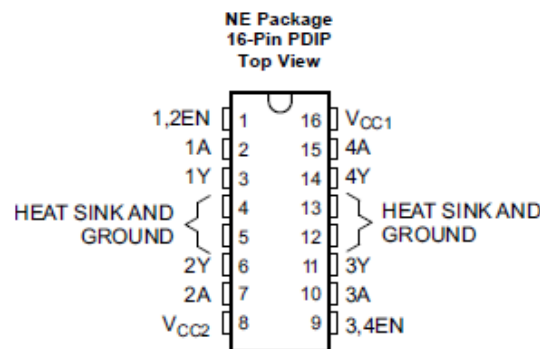 NE Package
16-Pin PDIP
Top View
1,2EN 1 16 VCC1
1A 2 15 4A
1Y 3 14 4Y
HEAT SINK AND GROUND 4 13 HEAT SINK AND GROUND
5 12
2Y 6 11 3Y
2A 7 10 3A
VCC2 8 9 3,4EN